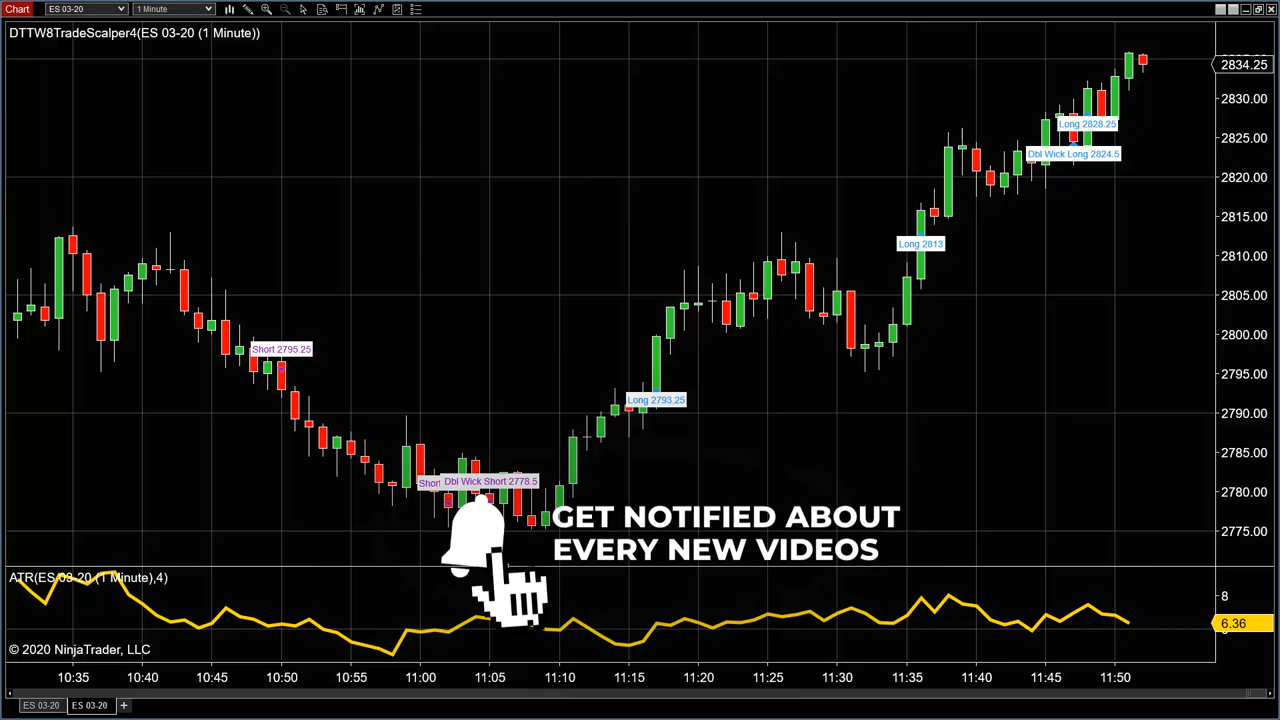 Chart ES 03-20 1 Minute
DTTW8TradeScalper4(ES 03-20 (1 Minute))
2834.25
2830.00
Long 2828.25
2825.00
Dbl Wick Long 2824.5
2820.00
2815.00
Long 2813
2810.00
2805.00
2800.00
Short 2795.25
2795.00
Long 2793.25
2790.00
2785.00
Short
Dbl Wick Short 2778.5
2780.00
GET NOTIFIED ABOUT
2775.00
EVERY NEW VIDEOS
ATR(ES 03-20 (1 Minute),4)
8
6.36
© 2020 NinjaTrader, LLC
10:35 10:40 10:45 10:50 10:55 11:00 11:05 11:10 11:15 11:20 11:25 11:30 11:35 11:40 11:45 11:50
ES 03-20 ES 03-20 +